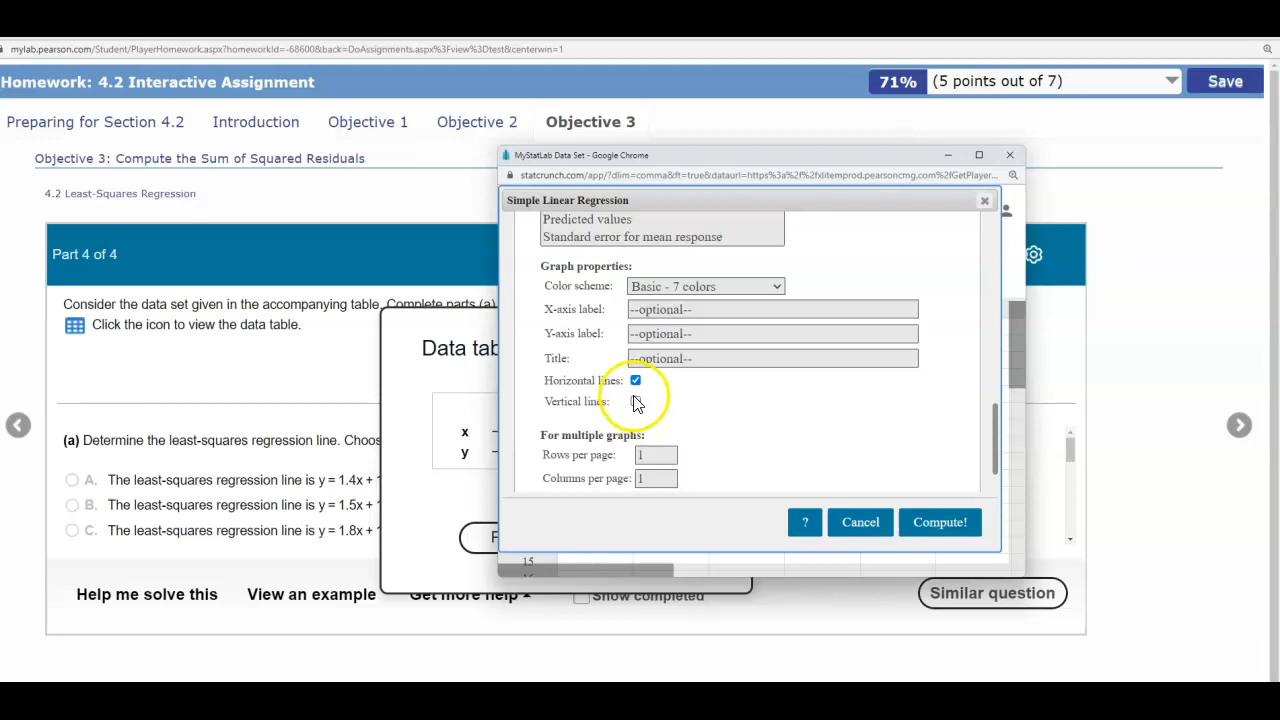 mylab.pearson.com/Student/PlayerHomework.aspx?homeworkId=-68600&back=DoAssignments.aspx%3Fview%3Dtest&centerwin=1
Homework: 4.2 Interactive Assignment
71% (5 points out of 7)
Save
Preparing for Section 4.2 Introduction Objective 1 Objective 2 Objective 3
Objective 3: Compute the Sum of Squared Residuals
4.2 Least-Squares Regression
Part 4 of 4
Consider the data set given in the accompanying table. Complete parts (a)
Click the icon to view the data table.
(a) Determine the least-squares regression line. Choos
A. The least-squares regression line is y = 1.4x +
B. The least-squares regression line is y = 1.5x +
C. The least-squares regression line is y = 1.8x +
Data tab
x
y
MyStatLab Data Set - Google Chrome
statcrunch.com/app/?dlim=comma&ft=true&dataurl=https%3a%2f%2fxlitemprod.pearsoncmg.com%2fGetPlayer...
Simple Linear Regression
Predicted values
Standard error for mean response
Graph properties:
Color scheme: Basic - 7 colors
X-axis label: --optional--
Y-axis label: --optional--
Title: --optional--
Horizontal lines:
Vertical lines:
For multiple graphs:
Rows per page: 1
Columns per page: 1
? Cancel Compute!
15
Help me solve this View an example Get more help Show completed
Similar question